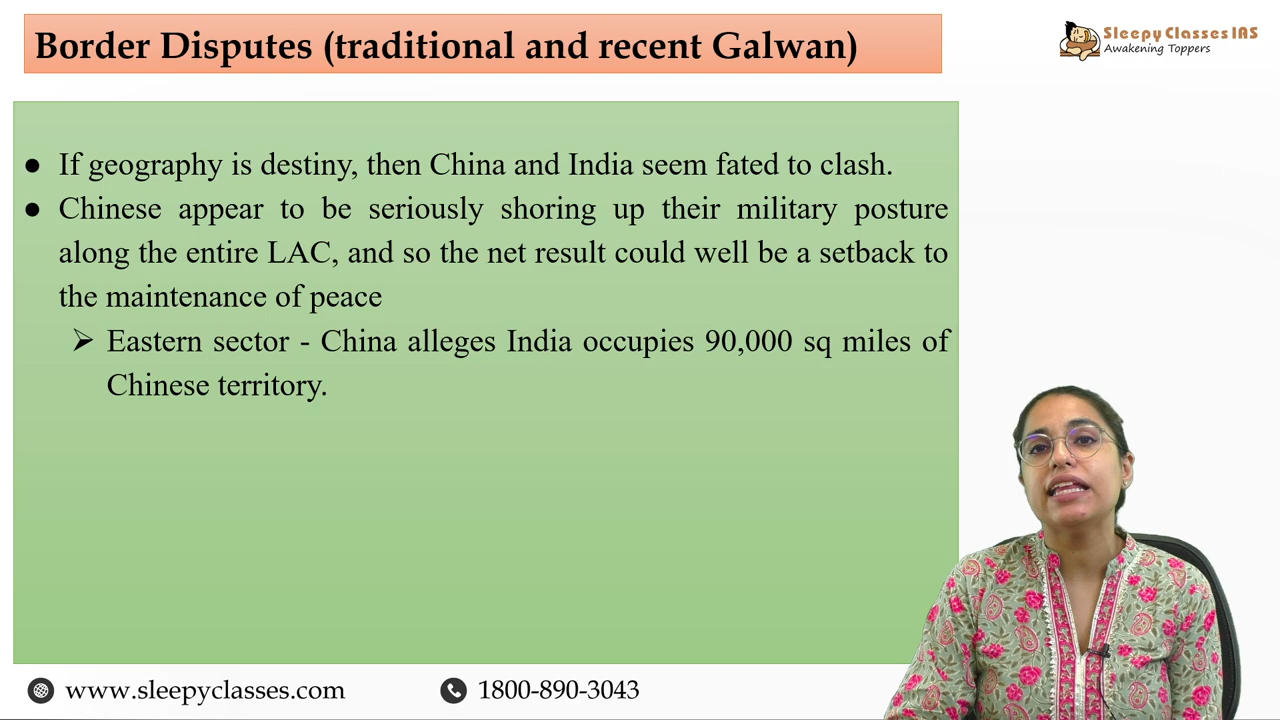 Border Disputes (traditional and recent Galwan)
Sleepy Classes IAS
Awakening Toppers
● If geography is destiny, then China and India seem fated to clash.
● Chinese appear to be seriously shoring up their military posture
along the entire LAC, and so the net result could well be a setback to
the maintenance of peace
➢ Eastern sector - China alleges India occupies 90,000 sq miles of
Chinese territory.
www.sleepyclasses.com
1800-890-3043